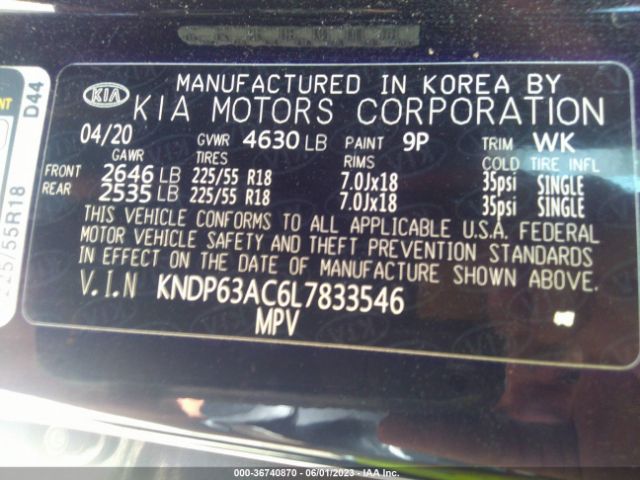 KIA
MANUFACTURED IN KOREA BY
KIA MOTORS CORPORATION
04/20 GVWR 4630 LB PAINT 9P TRIM WK
GAWR TIRES RIMS COLD TIRE INFL
FRONT 2646 LB 225/55 R18 7.0Jx18 35psi SINGLE
REAR 2535 LB 225/55 R18 7.0Jx18 35psi SINGLE
THIS VEHICLE CONFORMS TO ALL APPLICABLE U.S.A. FEDERAL
MOTOR VEHICLE SAFETY AND THEFT PREVENTION STANDARDS
IN EFFECT ON THE DATE OF MANUFACTURE SHOWN ABOVE.
V.I.N KNDP63AC6L7833546
MPV
D44
225/55R18
000-36740870 - 06/01/2023 - IAA Inc.